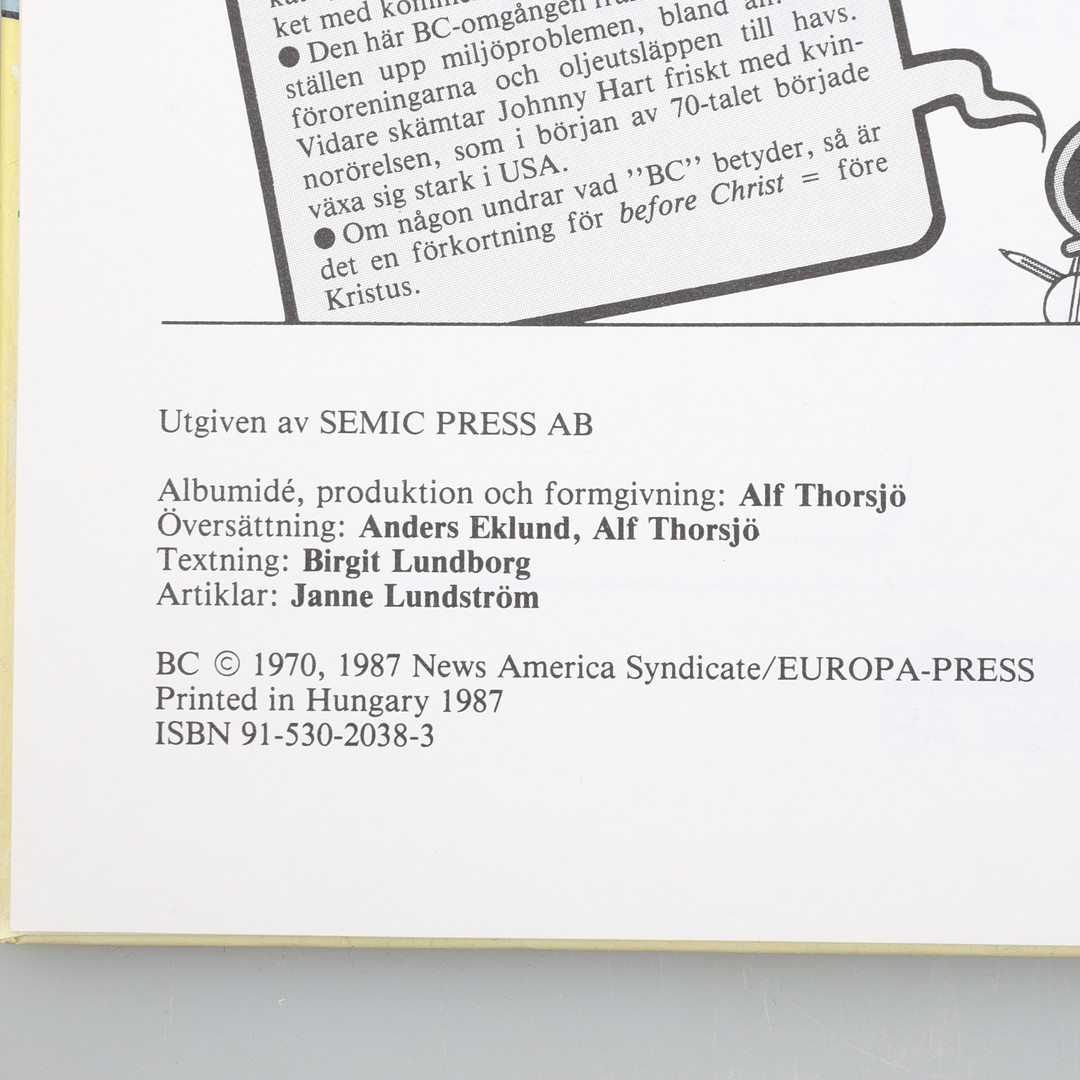 ket med
● Den här BC-omgången
ställen upp miljöproblemen, bland
föroreningarna och oljeutsläppen till havs.
Vidare skämtar Johnny Hart friskt med kvin-
norörelsen, som i början av 70-talet började
växa sig stark i USA.
● Om någon undrar vad ”BC” betyder, så är
det en förkortning för before Christ = före
Kristus.
Utgiven av SEMIC PRESS AB
Albumidé, produktion och formgivning: Alf Thorsjö
Översättning: Anders Eklund, Alf Thorsjö
Textning: Birgit Lundborg
Artiklar: Janne Lundström
BC © 1970, 1987 News America Syndicate/EUROPA-PRESS
Printed in Hungary 1987
ISBN 91-530-2038-3